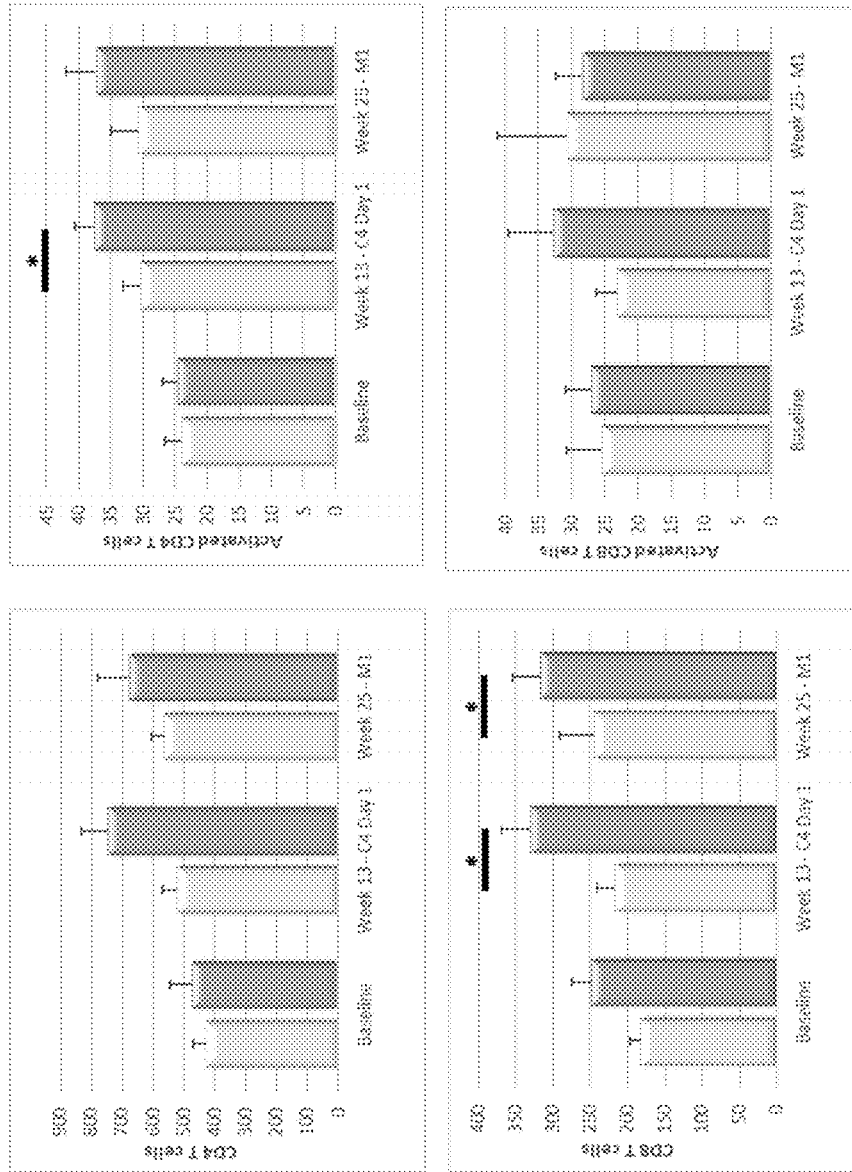 CD4 T cells
900
800
700
600
500
400
300
200
100
0
Baseline
Week 13 - C4 Day 1
Week 25 - M1
Activated CD4 T cells
45
40
35
30
25
20
15
10
5
0
*
Baseline
Week 13 - C4 Day 1
Week 25 - M1
CD8 T cells
400
350
300
250
200
150
100
50
0
*
*
Baseline
Week 13 - C4 Day 1
Week 25 - M1
Activated CD8 T cells
40
35
30
25
20
15
10
5
0
Baseline
Week 13 - C4 Day 1
Week 25 - M1